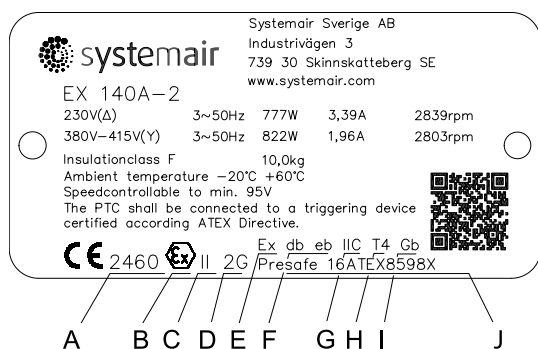 Systemair Sverige AB
Industrivägen 3
739 30 Skinnskatteberg SE
www.systemair.com
systemair
EX 140A-2
230V(Δ) 3~50Hz 777W 3,39A 2839rpm
380V-415V(Y) 3~50Hz 822W 1,96A 2803rpm
Insulationclass F 10,0kg
Ambient temperature -20°C +60°C
Speedcontrollable to min. 95V
The PTC shall be connected to a triggering device
certified according ATEX Directive.
Ex db eb IIC T4 Gb
CE 2460 Ex II 2G Presafe 16ATEX8598X
A B C D E F G H I J